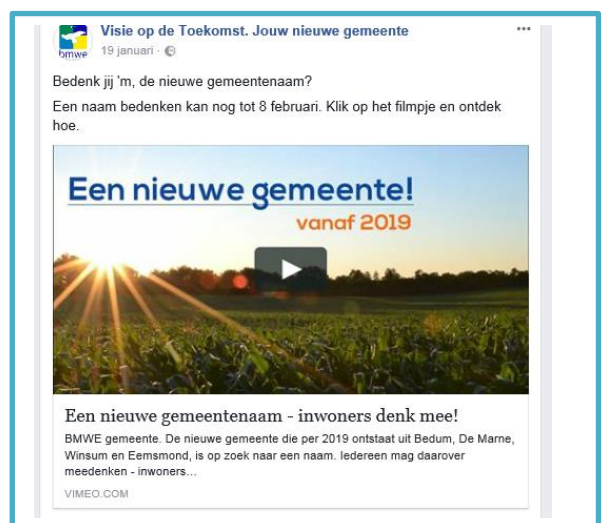 Visie op de Toekomst. Jouw nieuwe gemeente
bmwe
19 januari ·
Bedenk jij 'm, de nieuwe gemeentenaam?
Een naam bedenken kan nog tot 8 februari. Klik op het filmpje en ontdek
hoe.
Een nieuwe gemeente!
vanaf 2019
Een nieuwe gemeentenaam - inwoners denk mee!
BMWE gemeente. De nieuwe gemeente die per 2019 ontstaat uit Bedum, De Marne,
Winsum en Eemsmond, is op zoek naar een naam. Iedereen mag daarover
meedenken - inwoners...
VIMEO.COM